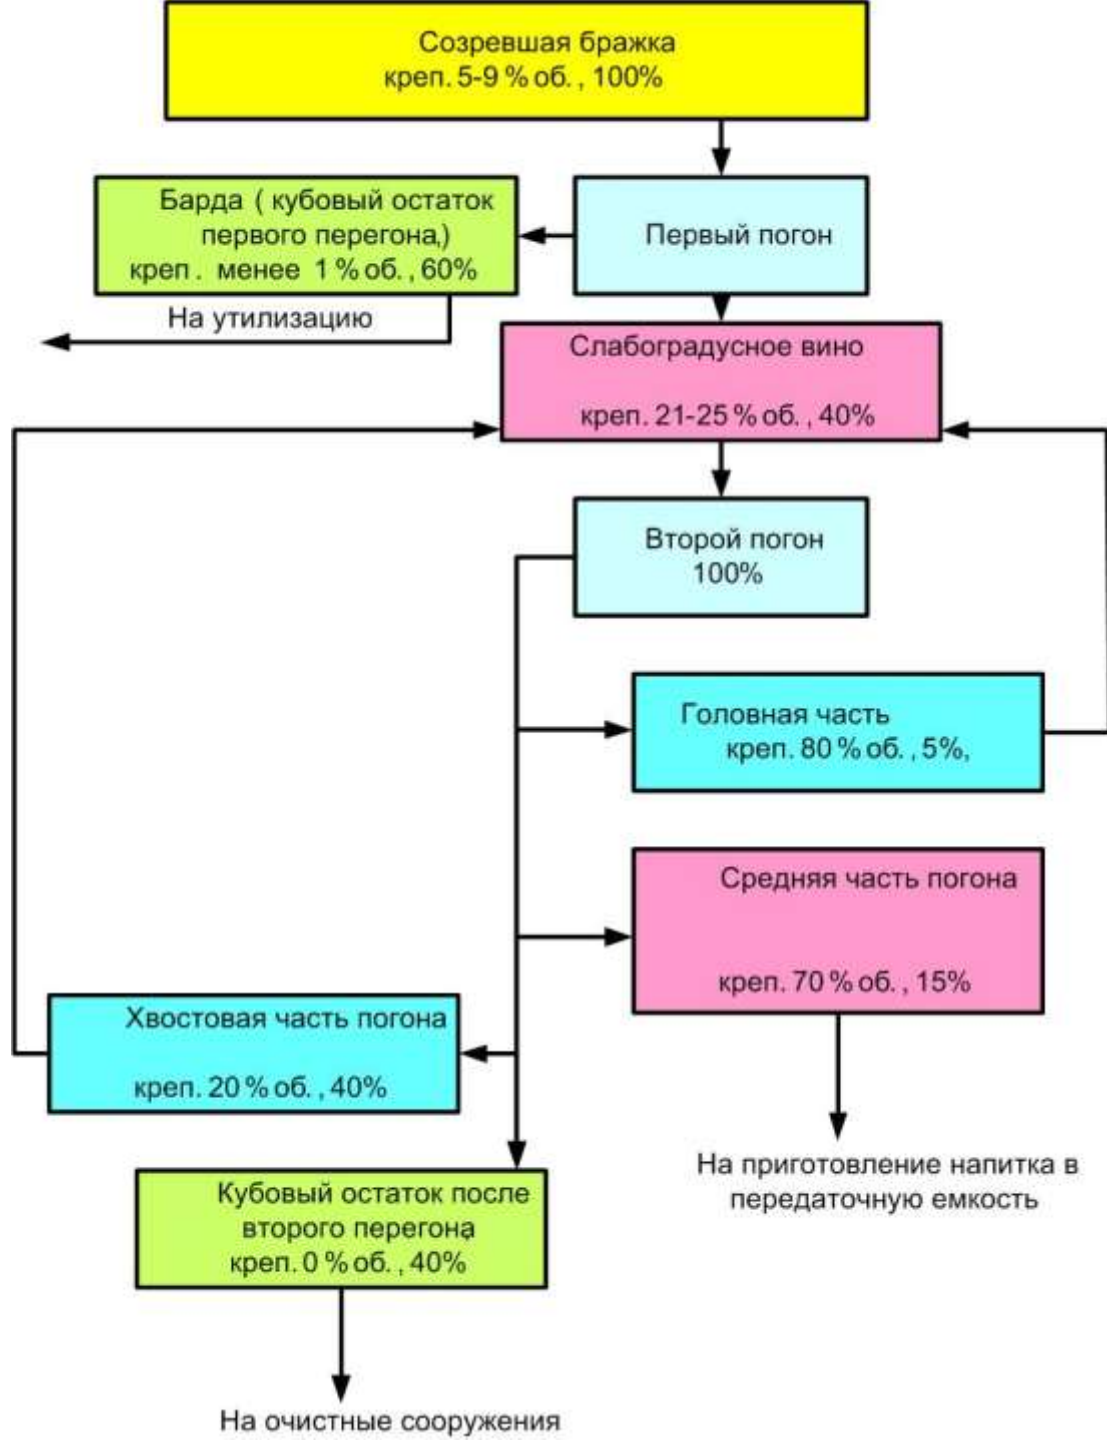 Созревшая бражка
креп. 5-9 % об. , 100%
Барда ( кубовый остаток
первого перегона,)
креп . менее 1 % об. , 60%
Первый погон
На утилизацию
Слабоградусное вино
креп. 21-25 % об. , 40%
Второй погон
100%
Головная часть
креп. 80 % об. , 5%,
Средняя часть погона
креп. 70 % об. , 15%
Хвостовая часть погона
креп. 20 % об. , 40%
На приготовление напитка в
передаточную емкость
Кубовый остаток после
второго перегона,
креп. 0 % об. , 40%
На очистные сооружения